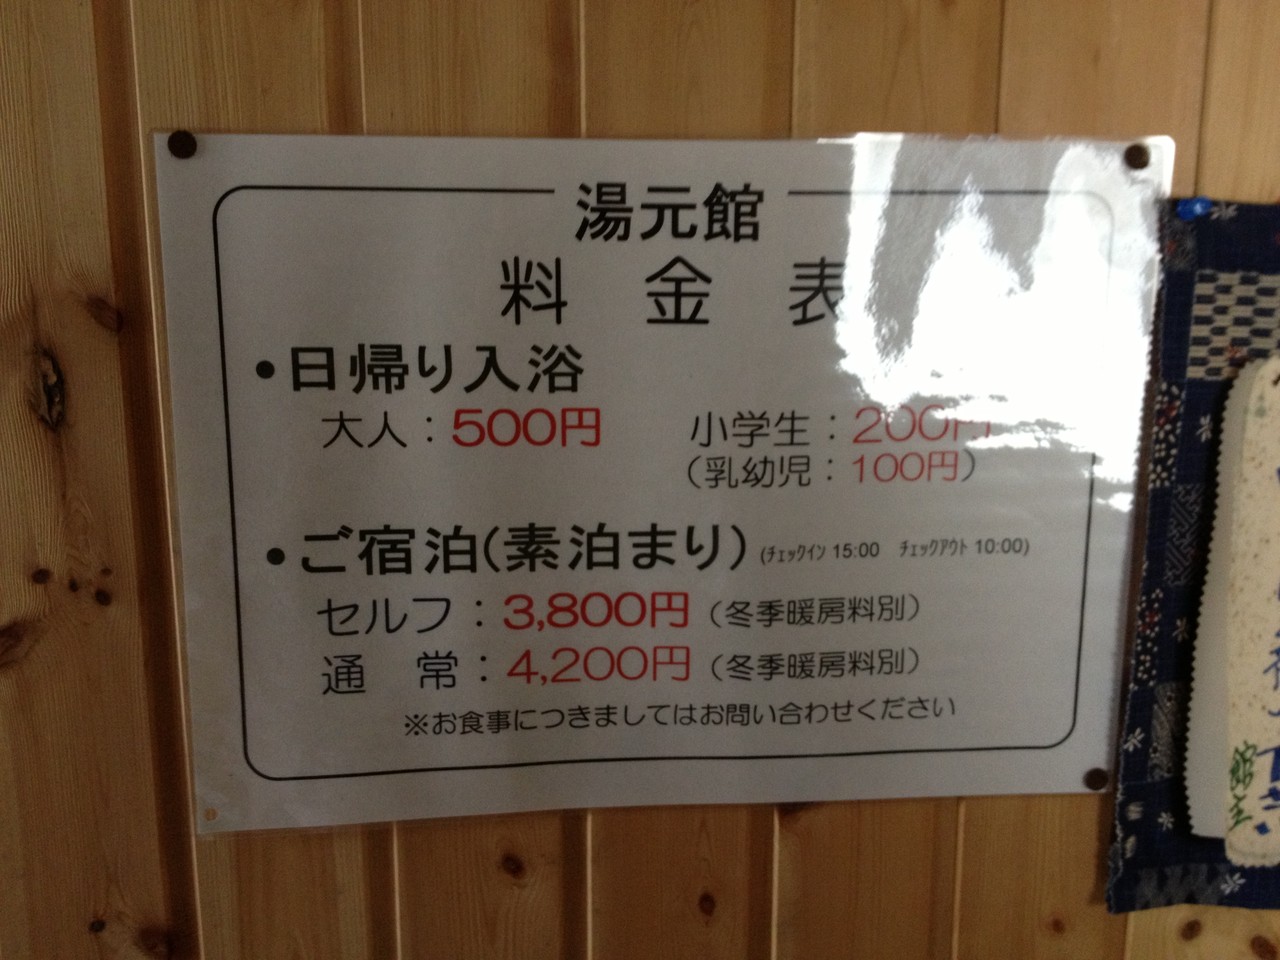 湯元館
料金表
・日帰り入浴
大人：500円　小学生：200円
（乳幼児：100円）
・ご宿泊(素泊まり)(ﾁｪｯｸｲﾝ 15:00　ﾁｪｯｸｱｳﾄ 10:00)
セルフ：3,800円（冬季暖房料別）
通　常：4,200円（冬季暖房料別）
※お食事につきましてはお問い合わせください
館主